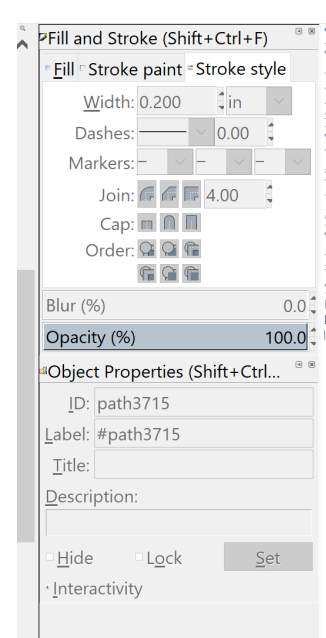 Fill and Stroke (Shift+Ctrl+F)
Fill Stroke paint Stroke style
Width: 0.200 in
Dashes: 0.00
Markers:
Join: 4.00
Cap:
Order:
Blur (%) 0.0
Opacity (%) 100.0
Object Properties (Shift+Ctrl...
ID: path3715
Label: #path3715
Title:
Description:
Hide Lock Set
Interactivity